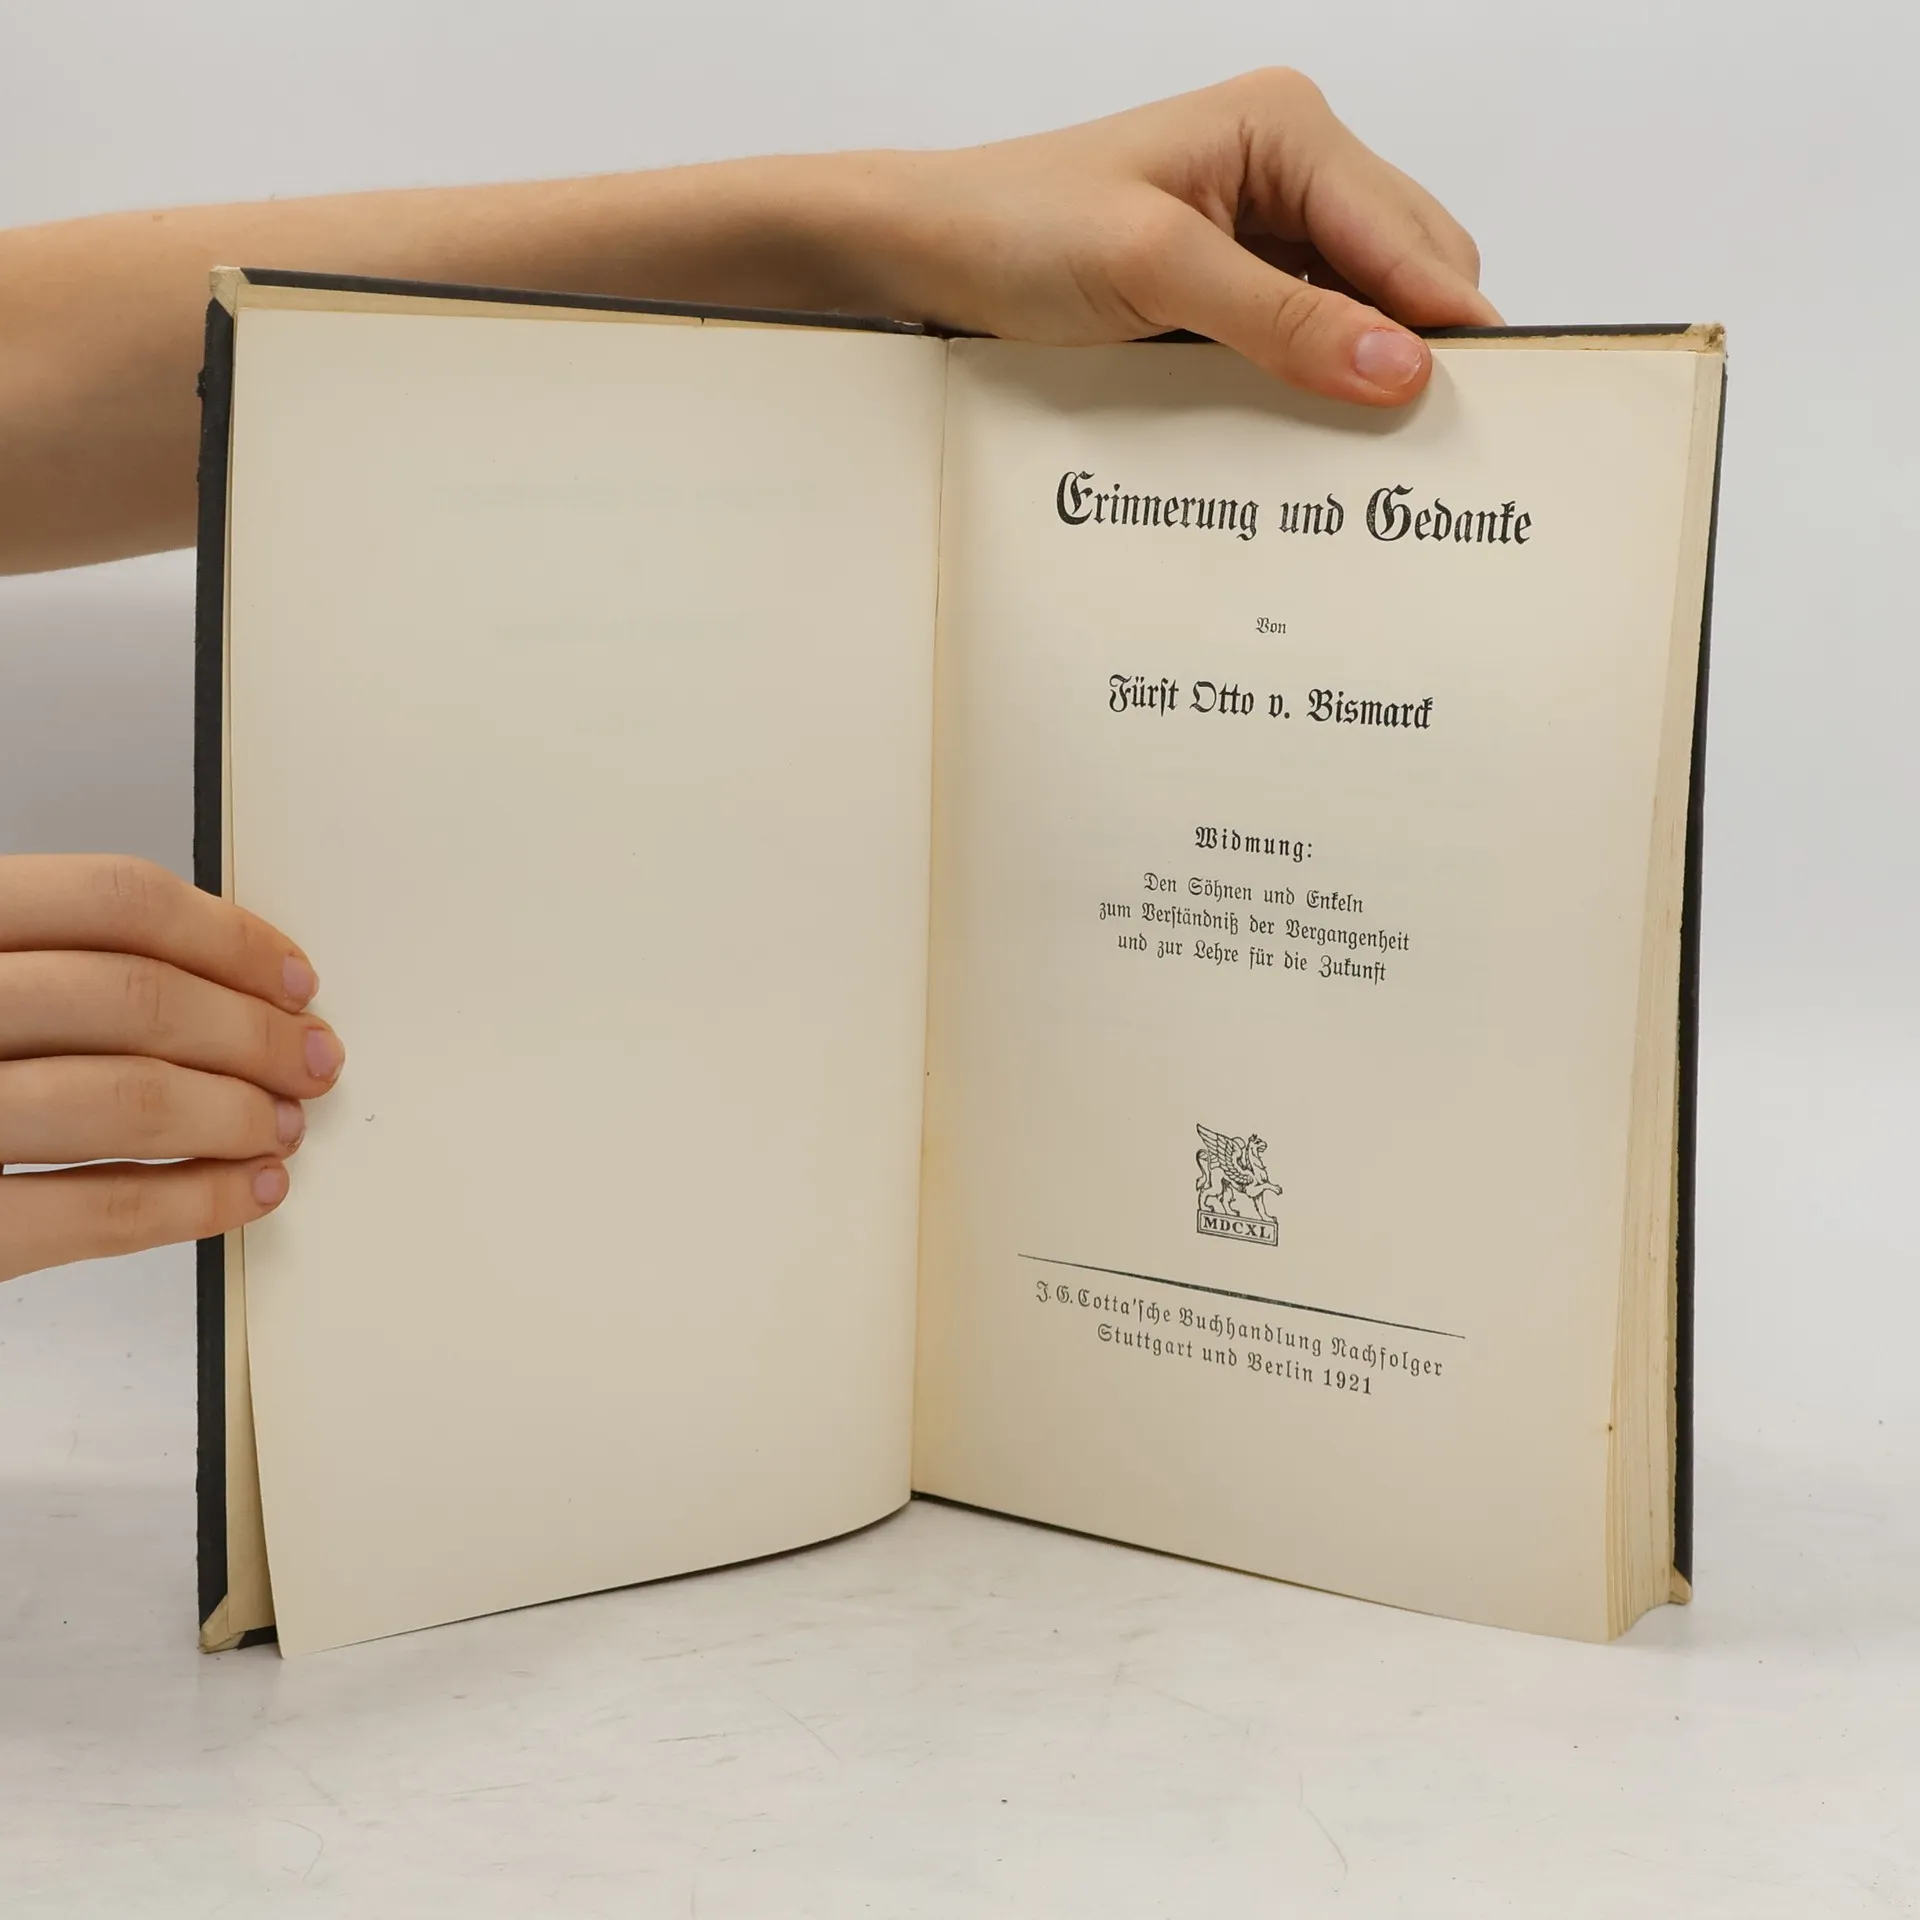 Erinnerung und Gedanke
Von
Fürſt Otto v. Bismarck
Widmung:
Den Söhnen und Enkeln
zum Verſtändniß der Vergangenheit
und zur Lehre für die Zukunft
MDCXL
J. G. Cotta'ſche Buchhandlung Nachfolger
Stuttgart und Berlin 1921